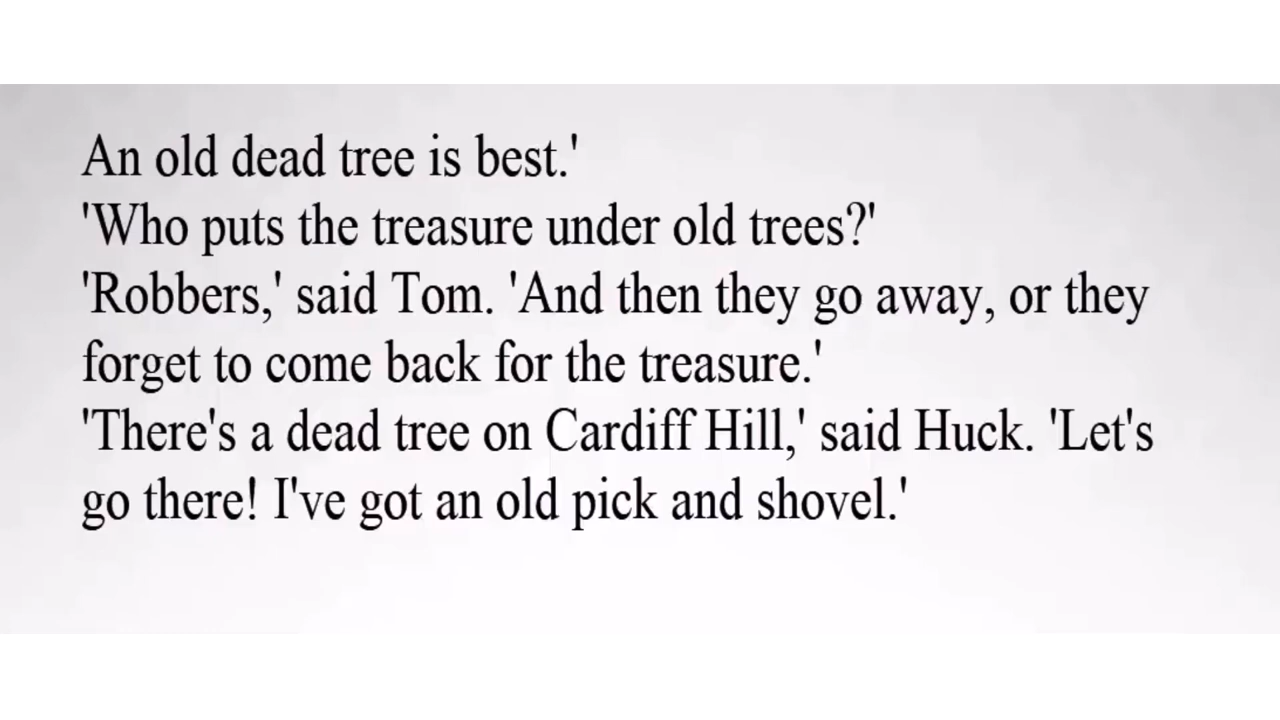 An old dead tree is best.'
'Who puts the treasure under old trees?'
'Robbers,' said Tom. 'And then they go away, or they
forget to come back for the treasure.'
'There's a dead tree on Cardiff Hill,' said Huck. 'Let's
go there! I've got an old pick and shovel.'